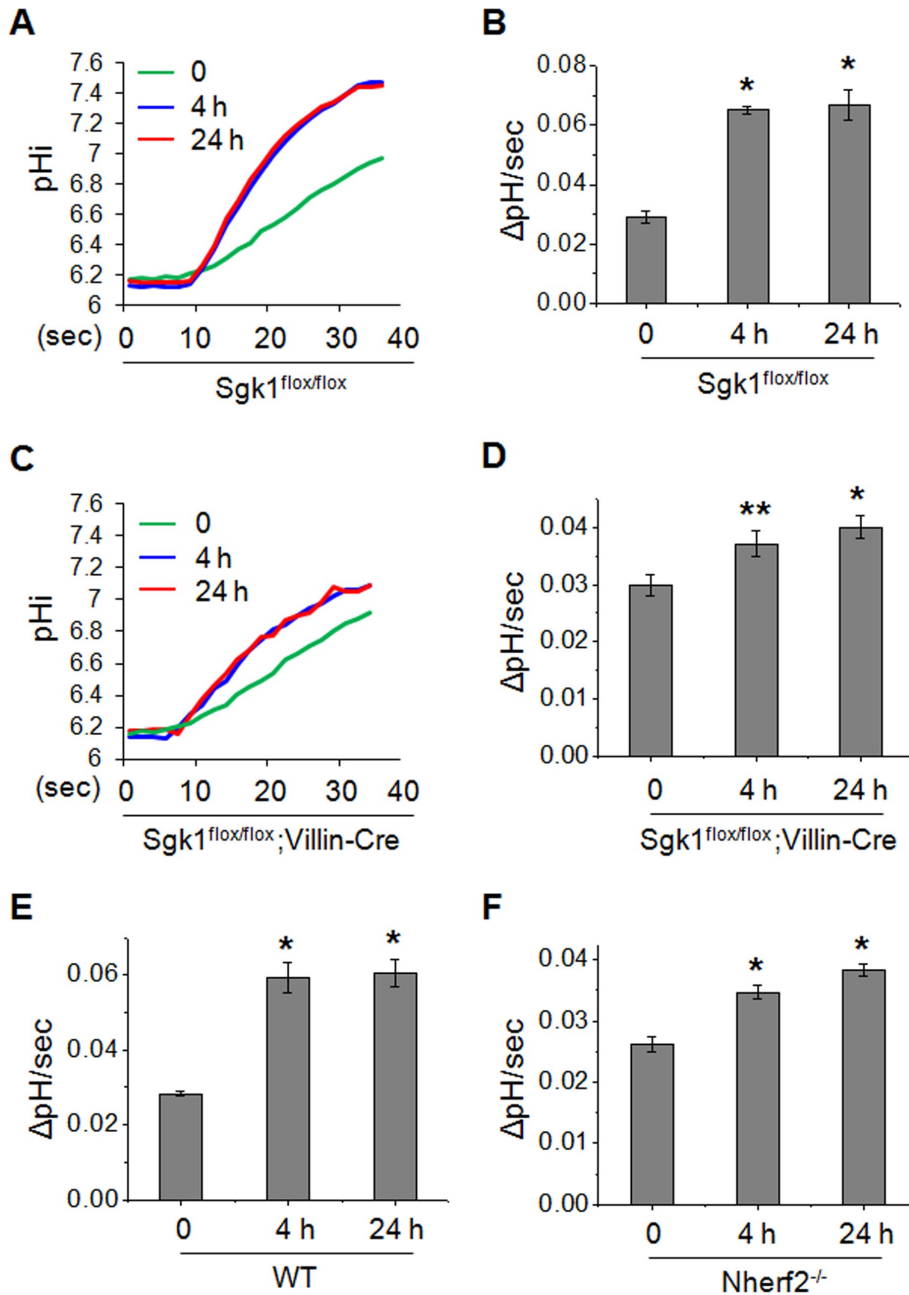 A
7.6
7.4
7.2
7
6.8
6.6
6.4
6.2
6
pHi
0
4 h
24 h
(sec) 0 10 20 30 40
Sgk1flox/flox
B
0.08
0.06
0.04
0.02
0.00
ΔpH/sec
* *
0 4 h 24 h
Sgk1flox/flox
C
7.6
7.4
7.2
7
6.8
6.6
6.4
6.2
6
pHi
0
4 h
24 h
(sec) 0 10 20 30 40
Sgk1flox/flox;Villin-Cre
D
0.04
0.03
0.02
0.01
0.00
ΔpH/sec
** *
0 4 h 24 h
Sgk1flox/flox;Villin-Cre
E
0.06
0.04
0.02
0.00
ΔpH/sec
* *
0 4 h 24 h
WT
F
0.04
0.03
0.02
0.01
0.00
ΔpH/sec
* *
0 4 h 24 h
Nherf2-/-